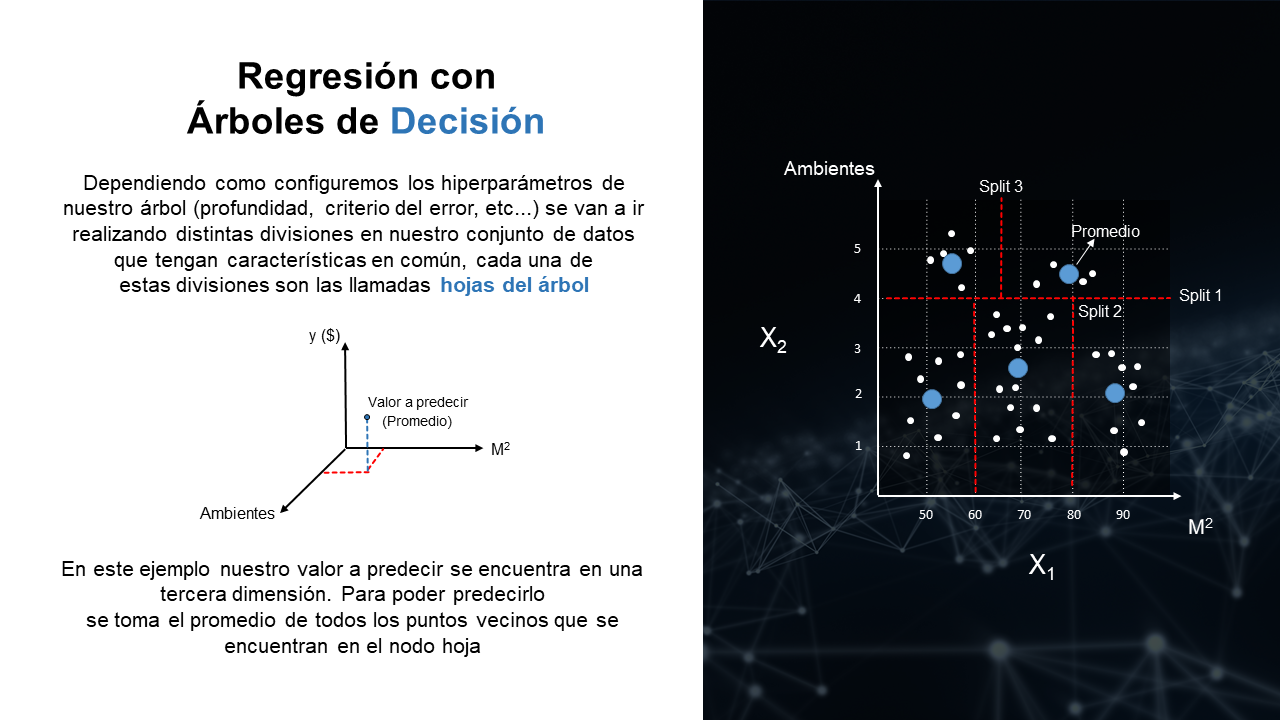 Regresión con
Árboles de Decisión
Dependiendo como configuremos los hiperparámetros de
nuestro árbol (profundidad, criterio del error, etc...) se van a ir
realizando distintas divisiones en nuestro conjunto de datos
que tengan características en común, cada una de
estas divisiones son las llamadas hojas del árbol
y ($)
Valor a predecir
(Promedio)
M²
Ambientes
En este ejemplo nuestro valor a predecir se encuentra en una
tercera dimensión. Para poder predecirlo
se toma el promedio de todos los puntos vecinos que se
encuentran en el nodo hoja
Ambientes
Split 3
Promedio
5
4
Split 1
Split 2
X₂
3
2
1
50 60 70 80 90
M²
X₁